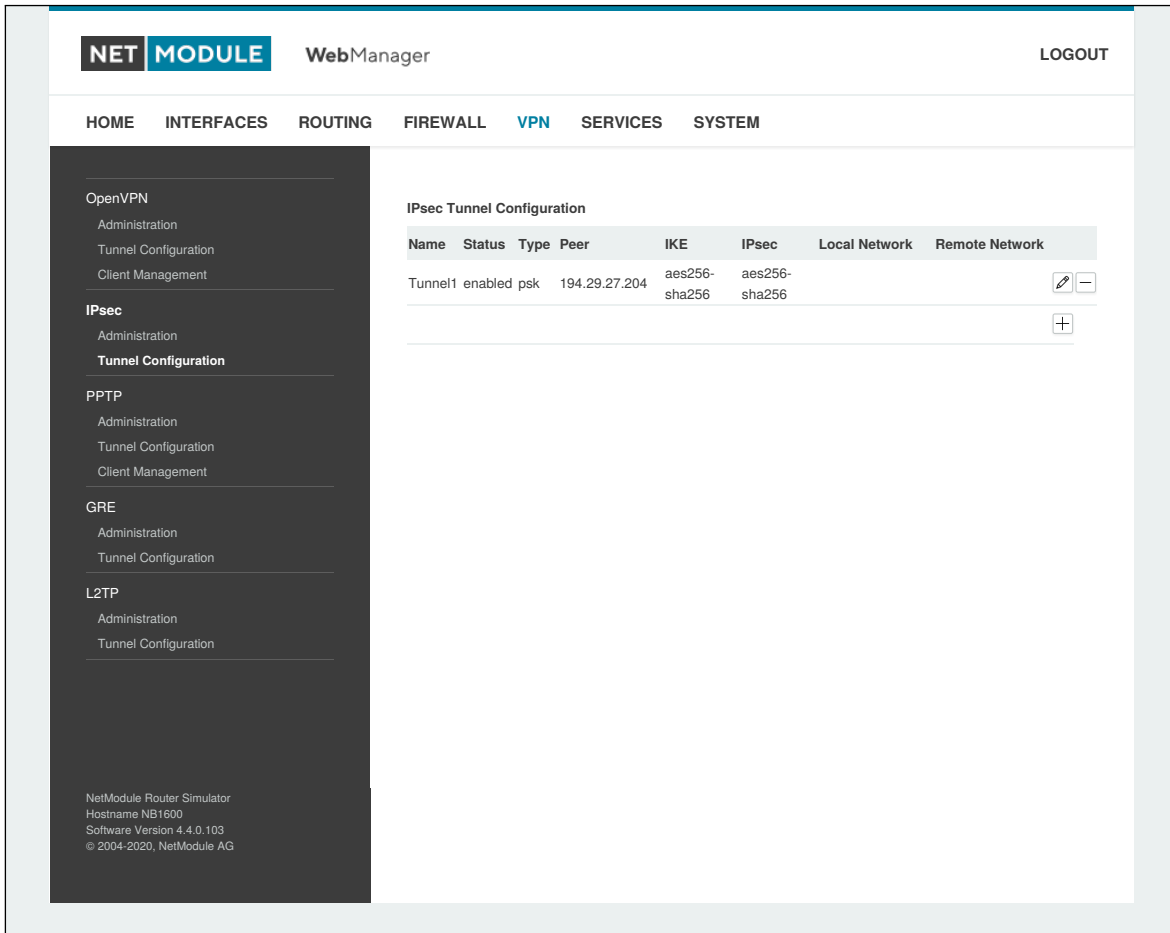 NET MODULE WebManager LOGOUT
HOME INTERFACES ROUTING FIREWALL VPN SERVICES SYSTEM
OpenVPN
Administration
Tunnel Configuration
Client Management
IPsec
Administration
Tunnel Configuration
PPTP
Administration
Tunnel Configuration
Client Management
GRE
Administration
Tunnel Configuration
L2TP
Administration
Tunnel Configuration
NetModule Router Simulator
Hostname NB1600
Software Version 4.4.0.103
© 2004-2020, NetModule AG
IPsec Tunnel Configuration
Name Status Type Peer IKE IPsec Local Network Remote Network
Tunnel1 enabled psk 194.29.27.204 aes256-sha256 aes256-sha256